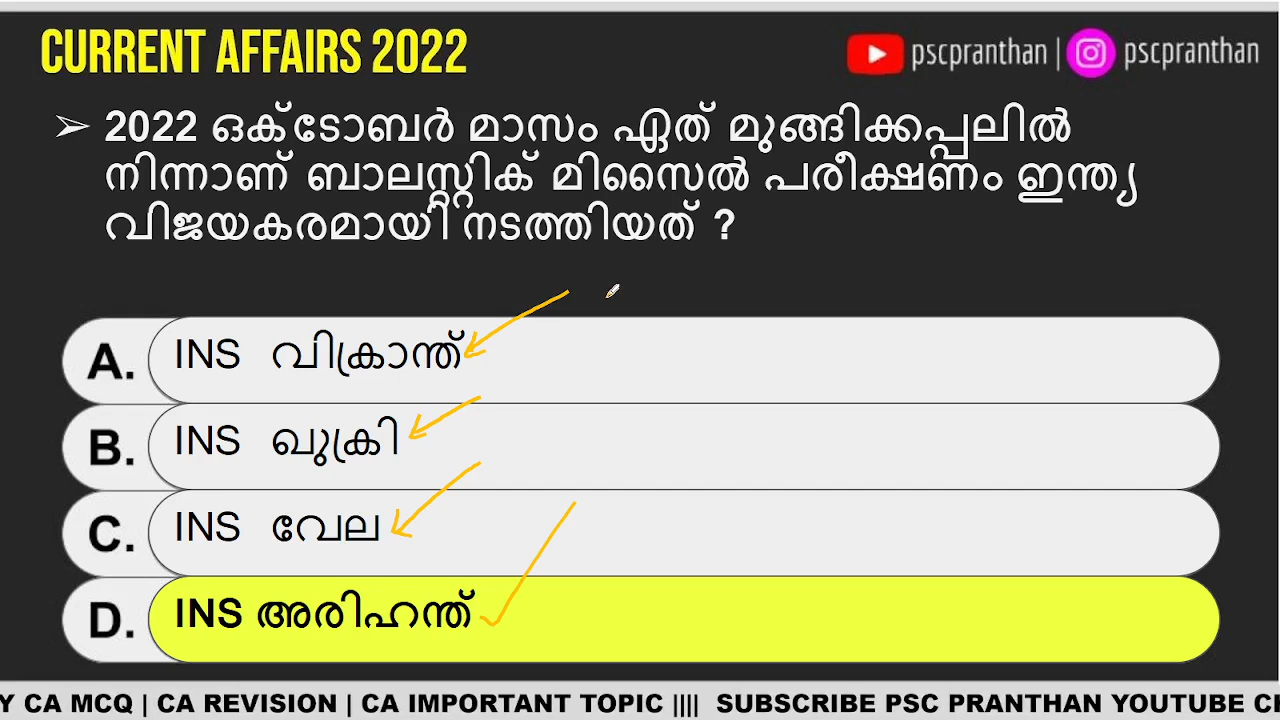 CURRENT AFFAIRS 2022
pscpranthan | pscpranthan
➢ 2022 ഒക്ടോബർ മാസം ഏത് മുങ്ങിക്കപ്പലിൽ
നിന്നാണ് ബാലസ്റ്റിക് മിസൈൽ പരീക്ഷണം ഇന്ത്യ
വിജയകരമായി നടത്തിയത് ?
A. INS വിക്രാന്ത്
B. INS ഖുക്രി
C. INS വേല
D. INS അരിഹന്ത്
Y CA MCQ | CA REVISION | CA IMPORTANT TOPIC |||| SUBSCRIBE PSC PRANTHAN YOUTUBE